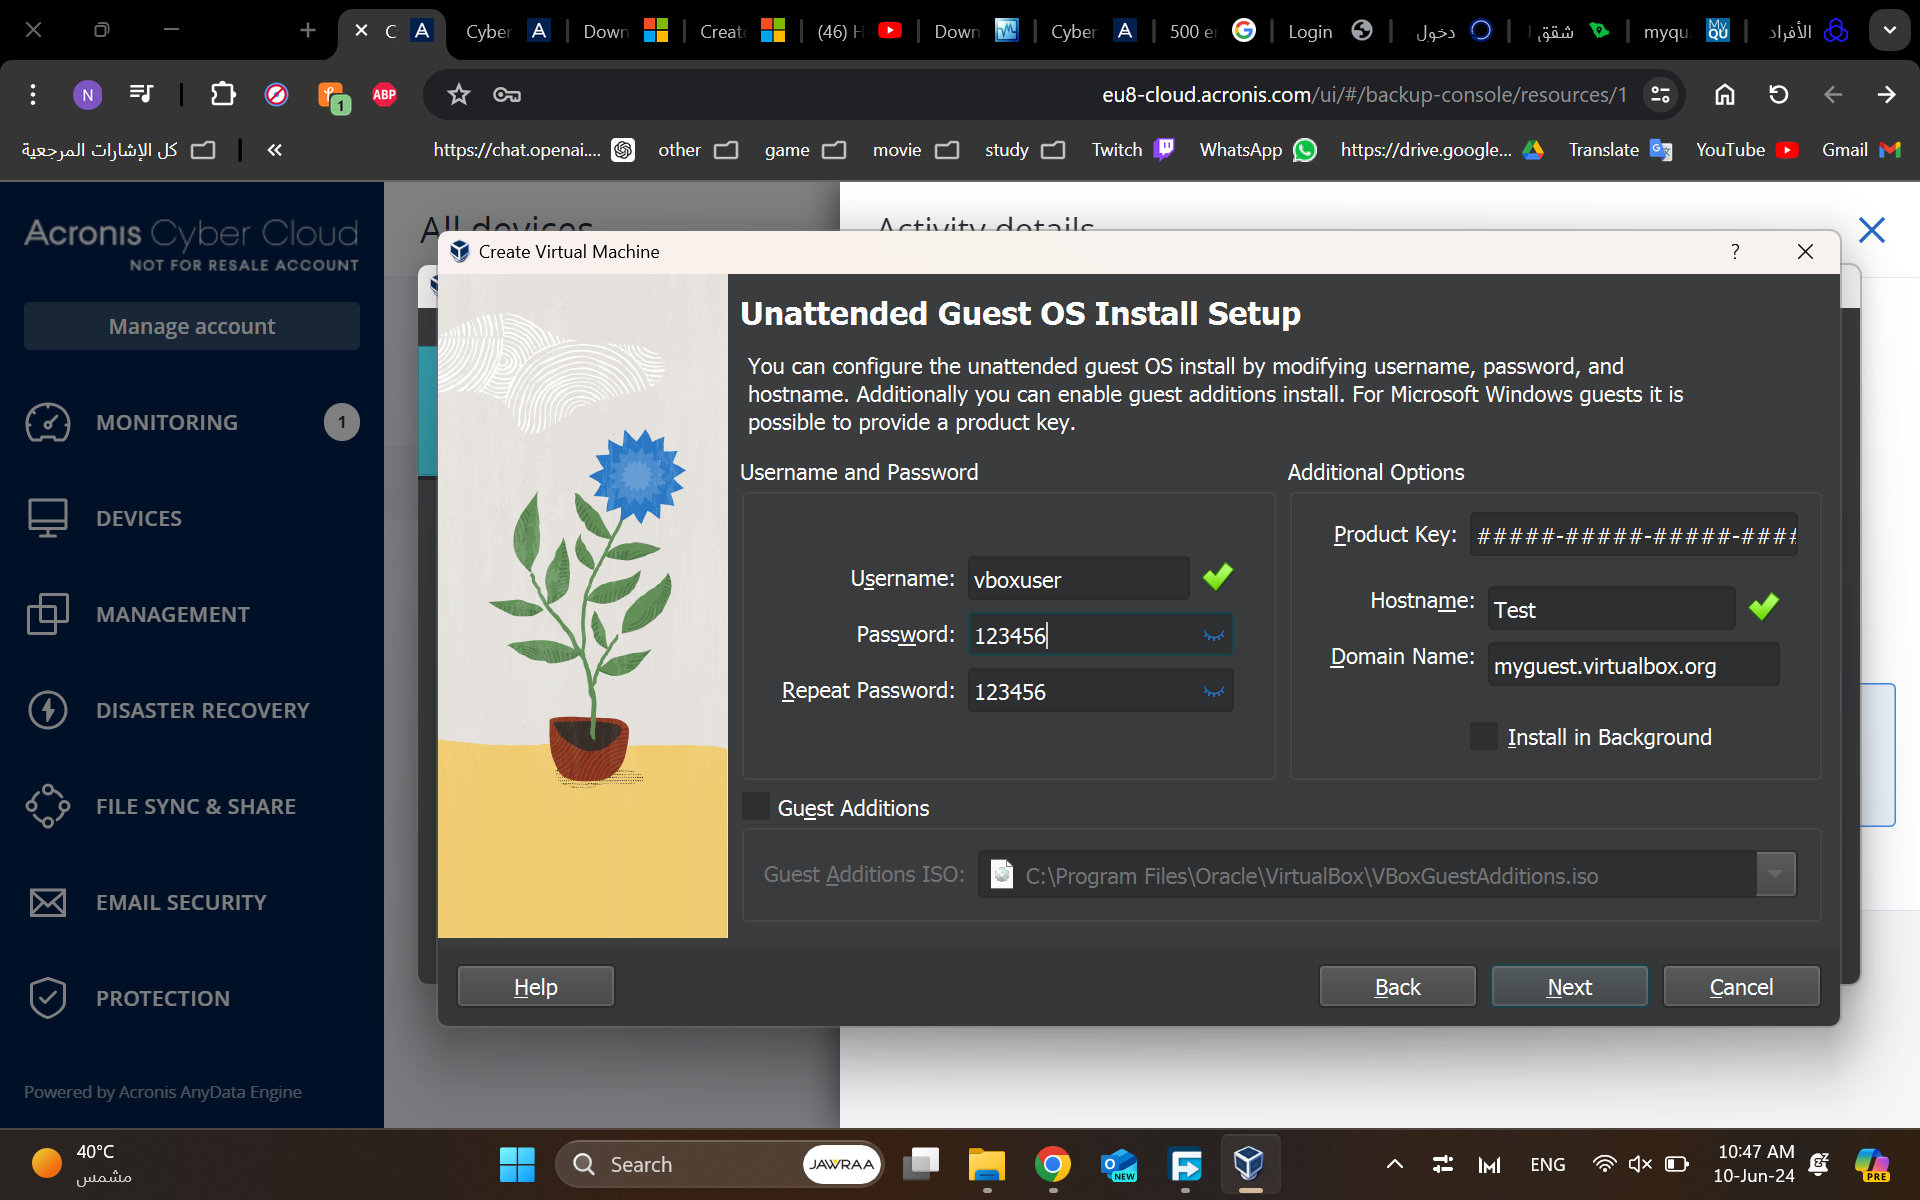 C
Cyber
Down
Create
(46) H
Down
Cyber
500 er
Login
دخول
شقق ل
myqu
MyQU
الأفراد
N
1
ABP
eu8-cloud.acronis.com/ui/#/backup-console/resources/1
كل الإشارات المرجعية
https://chat.openai....
other
game
movie
study
Twitch
WhatsApp
https://drive.google...
Translate
YouTube
Gmail
Acronis Cyber Cloud
NOT FOR RESALE ACCOUNT
Manage account
MONITORING
1
DEVICES
MANAGEMENT
DISASTER RECOVERY
FILE SYNC & SHARE
EMAIL SECURITY
PROTECTION
Powered by Acronis AnyData Engine
All devices
Activity details
Create Virtual Machine
?
Unattended Guest OS Install Setup
You can configure the unattended guest OS install by modifying username, password, and
hostname. Additionally you can enable guest additions install. For Microsoft Windows guests it is
possible to provide a product key.
Username and Password
Username: vboxuser
Password: 123456
Repeat Password: 123456
Additional Options
Product Key: #####-#####-#####-####
Hostname: Test
Domain Name: myguest.virtualbox.org
Install in Background
Guest Additions
Guest Additions ISO: C:\Program Files\Oracle\VirtualBox\VBoxGuestAdditions.iso
Help
Back
Next
Cancel
40°C
مشمس
Search
JAWRAA
NEW
ENG
10:47 AM
10-Jun-24
PRE